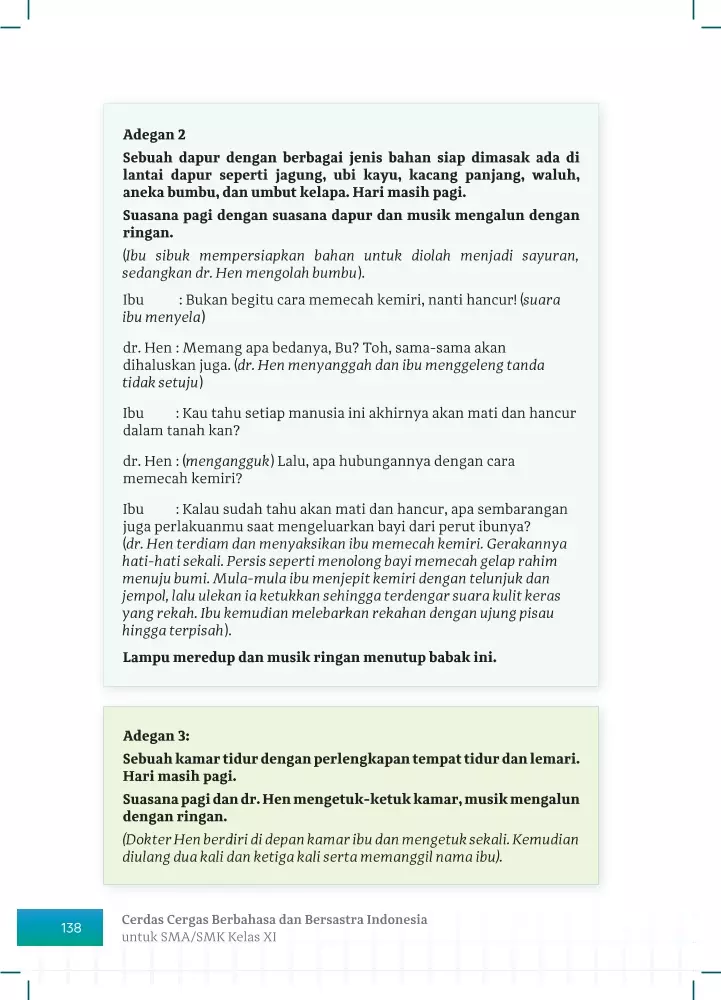 Adegan 2
Sebuah dapur dengan berbagai jenis bahan siap dimasak ada di
lantai dapur seperti jagung, ubi kayu, kacang panjang, waluh,
aneka bumbu, dan umbut kelapa. Hari masih pagi.
Suasana pagi dengan suasana dapur dan musik mengalun dengan
ringan.
(Ibu sibuk mempersiapkan bahan untuk diolah menjadi sayuran,
sedangkan dr. Hen mengolah bumbu).
Ibu : Bukan begitu cara memecah kemiri, nanti hancur! (suara
ibu menyela)
dr. Hen : Memang apa bedanya, Bu? Toh, sama-sama akan
dihaluskan juga. (dr. Hen menyanggah dan ibu menggeleng tanda
tidak setuju)
Ibu : Kau tahu setiap manusia ini akhirnya akan mati dan hancur
dalam tanah kan?
dr. Hen : (mengangguk) Lalu, apa hubungannya dengan cara
memecah kemiri?
Ibu : Kalau sudah tahu akan mati dan hancur, apa sembarangan
juga perlakuanmu saat mengeluarkan bayi dari perut ibunya?
(dr. Hen terdiam dan menyaksikan ibu memecah kemiri. Gerakannya
hati-hati sekali. Persis seperti menolong bayi memecah gelap rahim
menuju bumi. Mula-mula ibu menjepit kemiri dengan telunjuk dan
jempol, lalu ulekan ia ketukkan sehingga terdengar suara kulit keras
yang rekah. Ibu kemudian melebarkan rekahan dengan ujung pisau
hingga terpisah).
Lampu meredup dan musik ringan menutup babak ini.
Adegan 3:
Sebuah kamar tidur dengan perlengkapan tempat tidur dan lemari.
Hari masih pagi.
Suasana pagi dan dr. Hen mengetuk-ketuk kamar, musik mengalun
dengan ringan.
(Dokter Hen berdiri di depan kamar ibu dan mengetuk sekali. Kemudian
diulang dua kali dan ketiga kali serta memanggil nama ibu).
138
Cerdas Cergas Berbahasa dan Bersastra Indonesia
untuk SMA/SMK Kelas XI